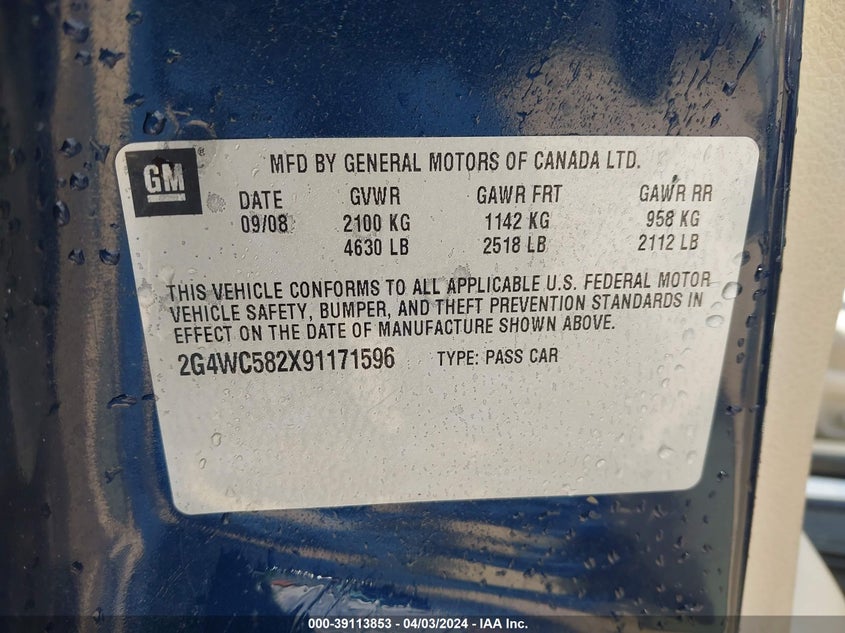 GM
MFD BY GENERAL MOTORS OF CANADA LTD.
DATE GVWR GAWR FRT GAWR RR
09/08 2100 KG 1142 KG 958 KG
4630 LB 2518 LB 2112 LB
THIS VEHICLE CONFORMS TO ALL APPLICABLE U.S. FEDERAL MOTOR
VEHICLE SAFETY, BUMPER, AND THEFT PREVENTION STANDARDS IN
EFFECT ON THE DATE OF MANUFACTURE SHOWN ABOVE.
2G4WC582X91171596 TYPE: PASS CAR
000-39113853 - 04/03/2024 - IAA Inc.